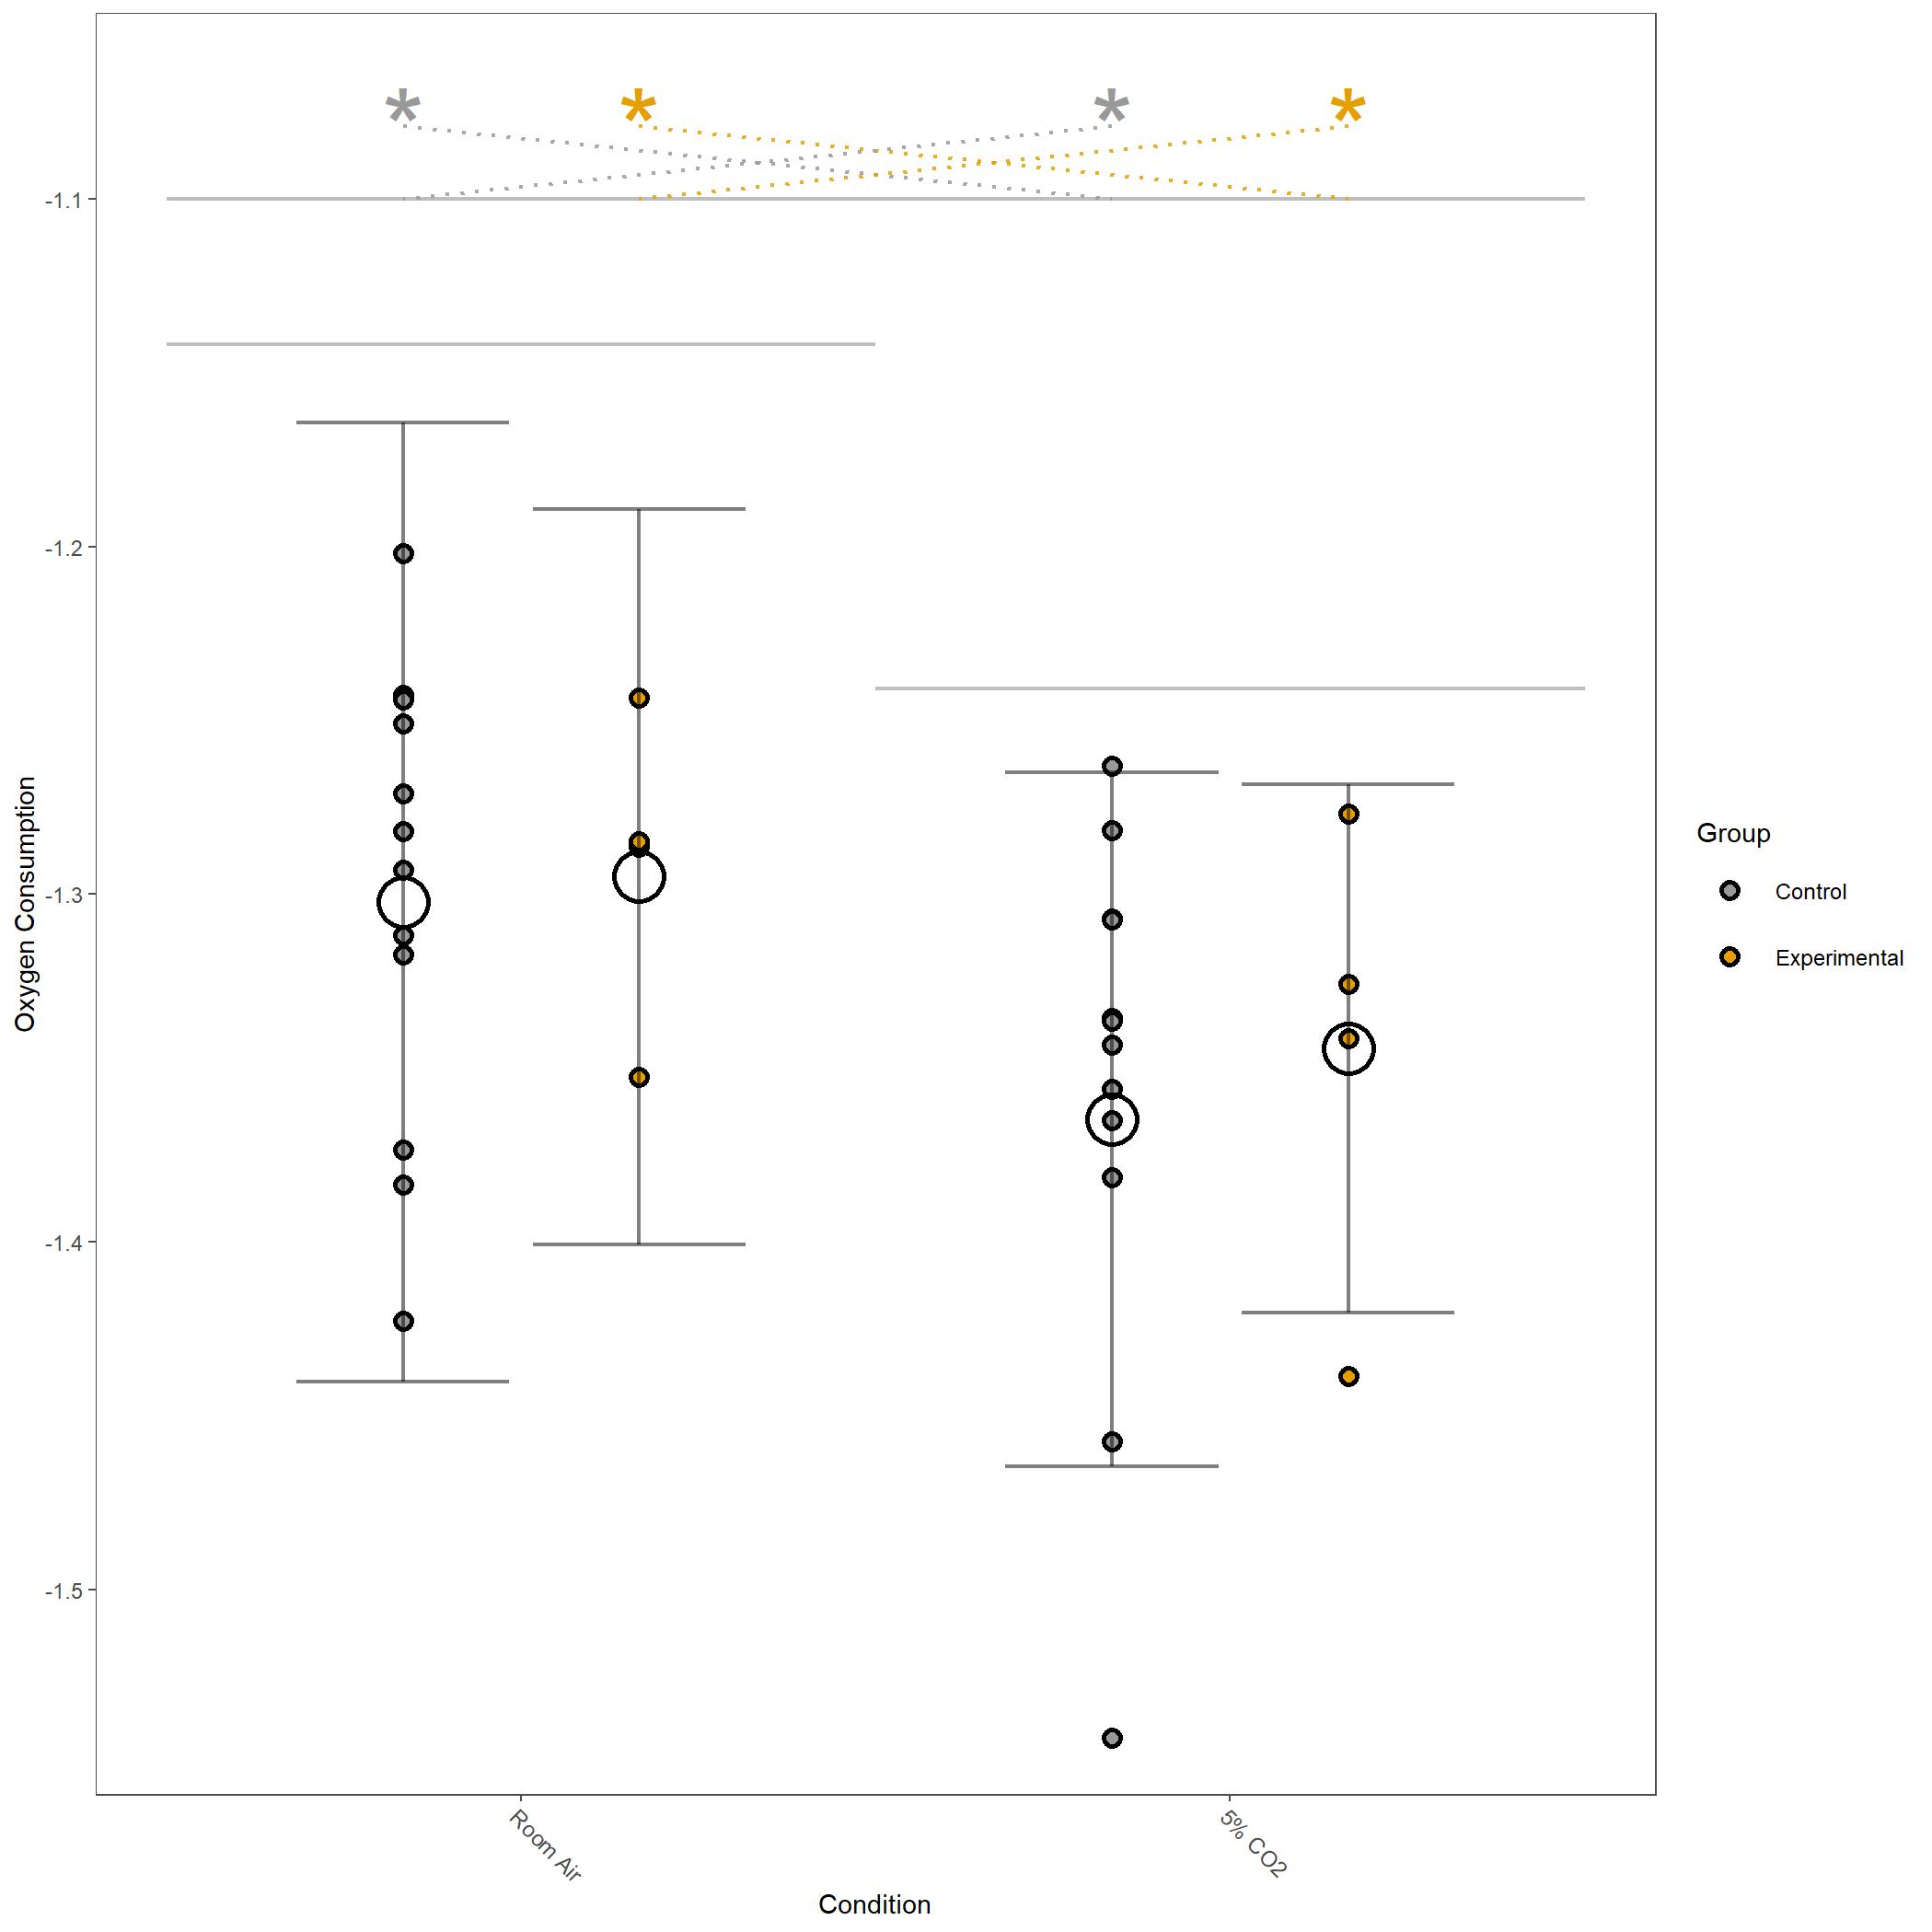 * * * *
-1.1
-1.2
-1.3
-1.4
-1.5
Oxygen Consumption
Room Air
5% CO2
Condition
Group
Control
Experimental